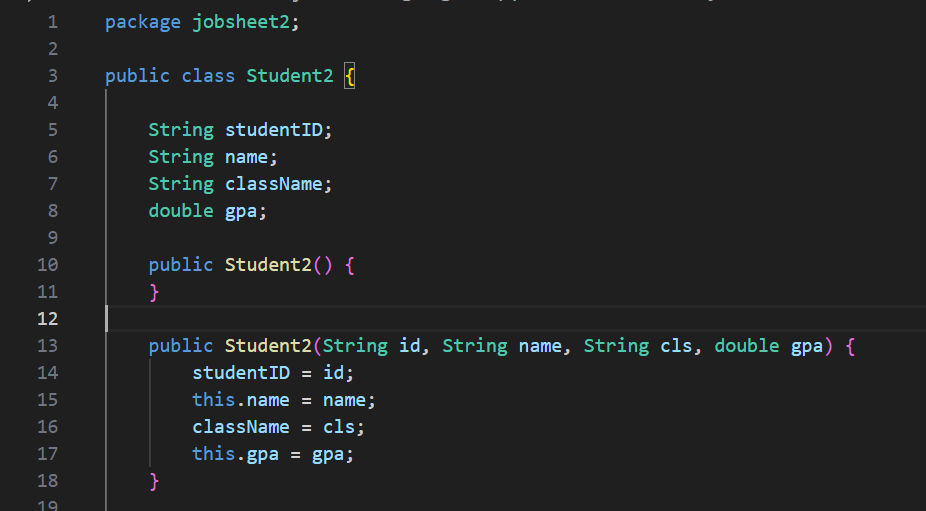 1 package jobsheet2;
2
3 public class Student2 {
4
5 String studentID;
6 String name;
7 String className;
8 double gpa;
9
10 public Student2() {
11 }
12
13 public Student2(String id, String name, String cls, double gpa) {
14 studentID = id;
15 this.name = name;
16 className = cls;
17 this.gpa = gpa;
18 }
19